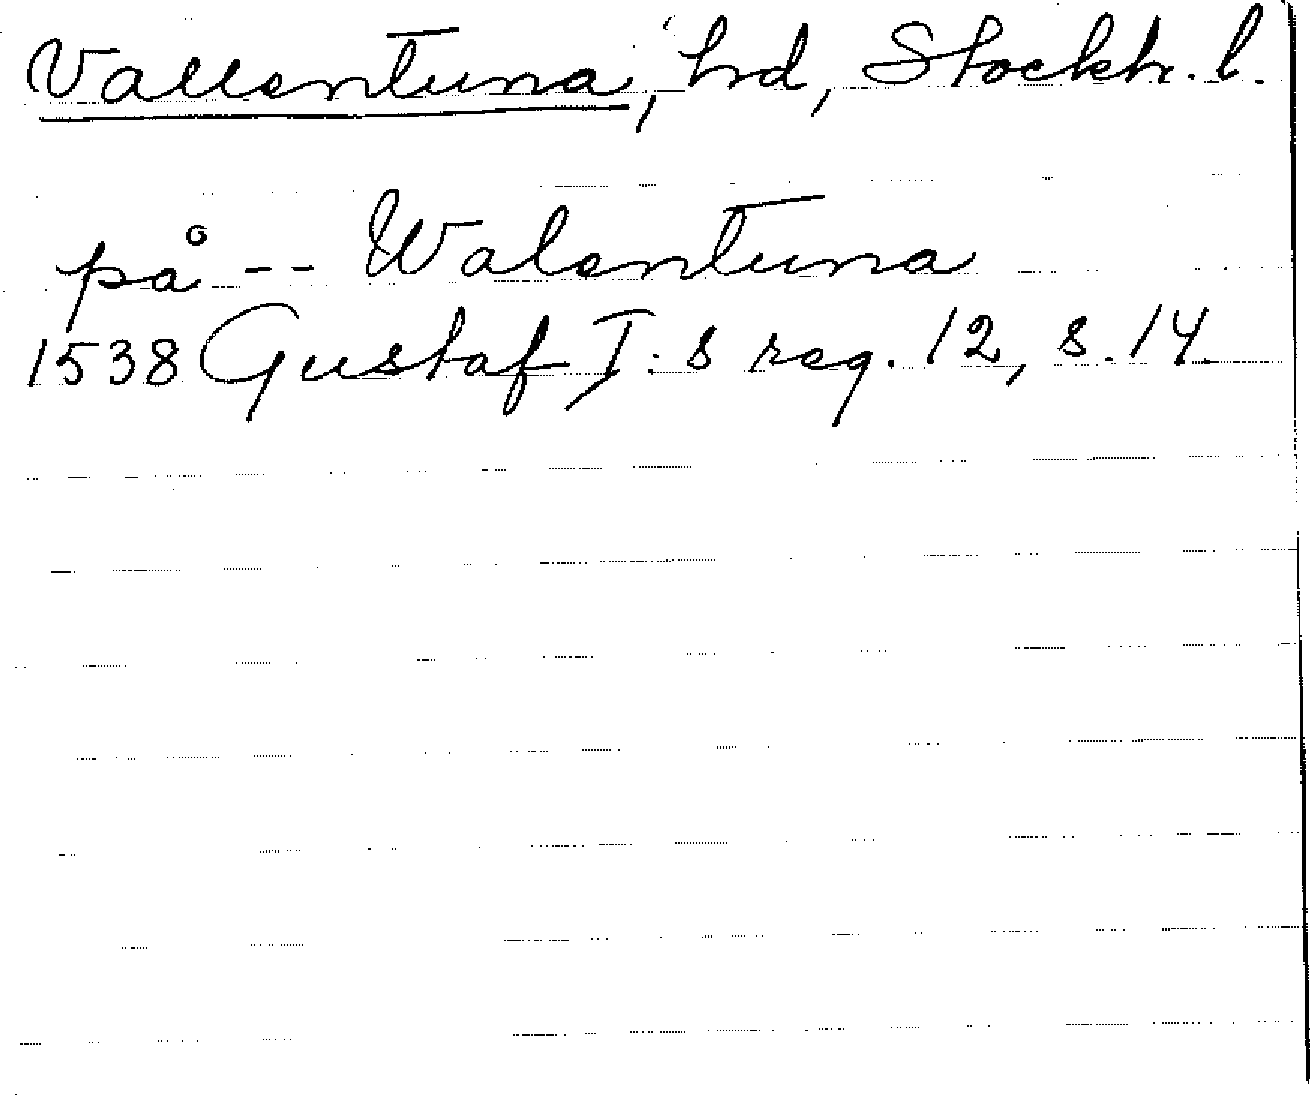 Vallentuna, hd, Stockh. l.
på -- Walentuna
1538 Gustaf I:s reg. 12, s. 14.